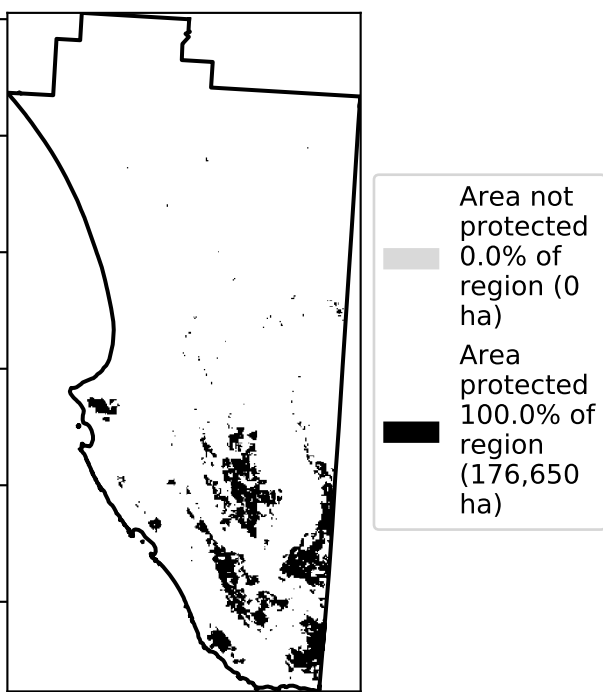 Area not
protected
0.0% of
region (0
ha)
Area
protected
100.0% of
region
(176,650
ha)